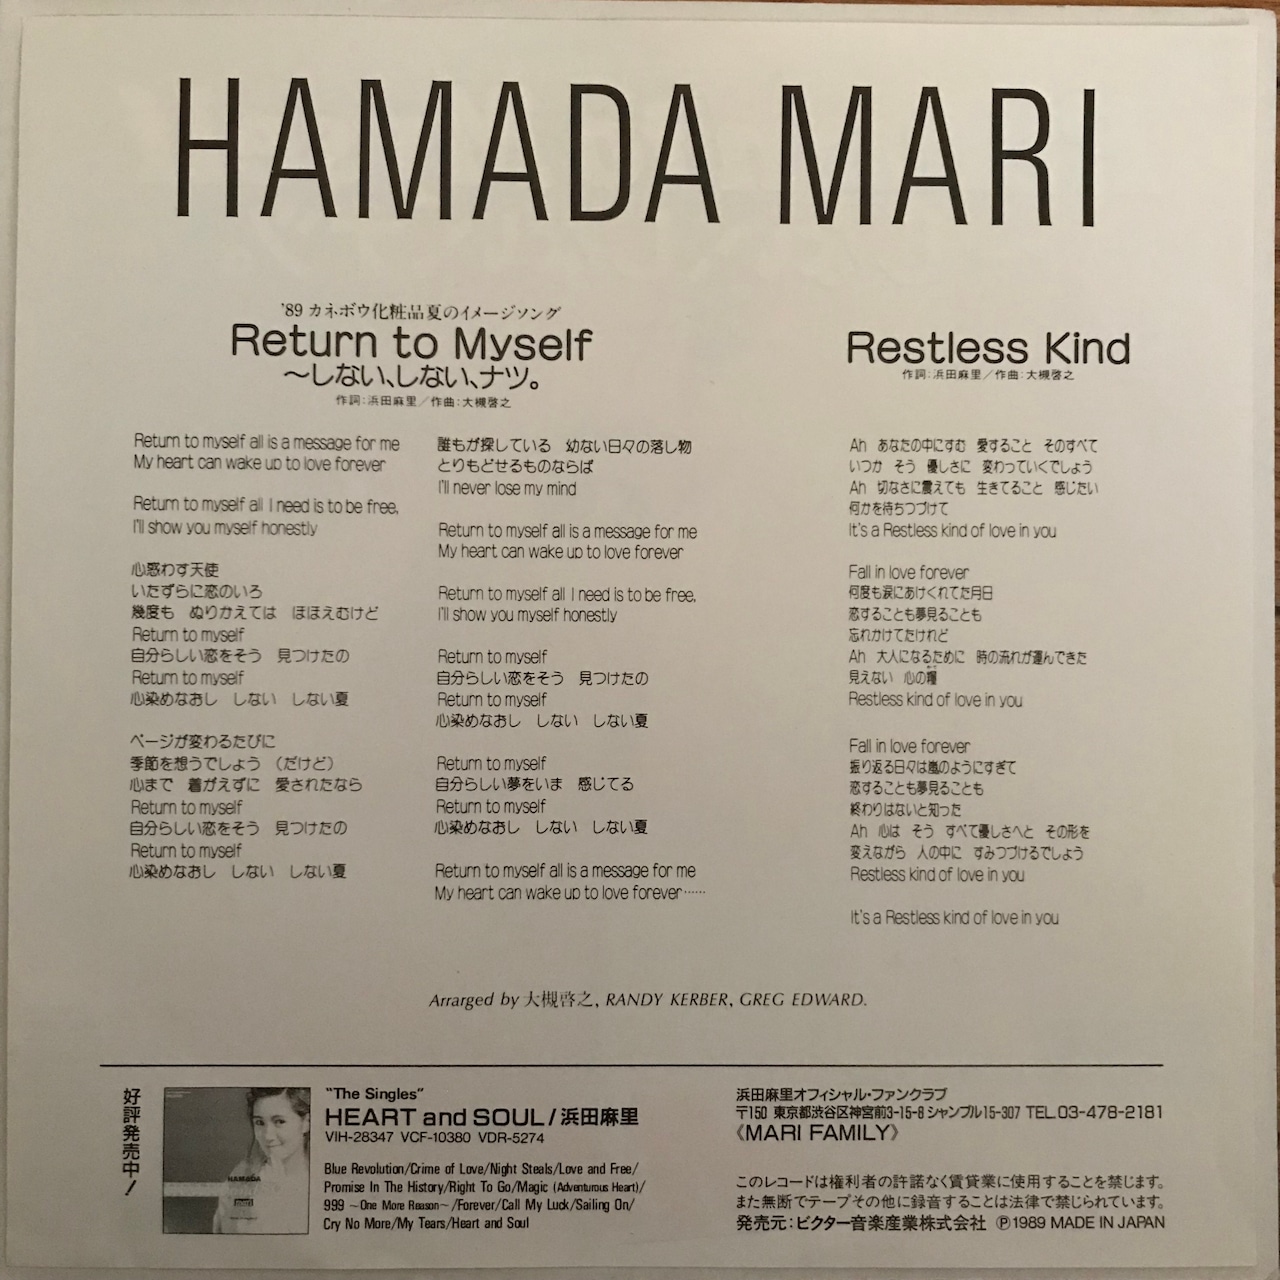 HAMADA MARI
'89 カネボウ化粧品夏のイメージソング
Return to Myself
〜しない、しない、ナツ。
作詞:浜田麻里/作曲:大槻啓之
Return to myself all is a message for me
My heart can wake up to love forever
Return to myself all I need is to be free,
I'll show you myself honestly
心惑わす天使
いたずらに恋のいろ
幾度も ぬりかえては ほほえむけど
Return to myself
自分らしい恋をそう 見つけたの
Return to myself
心染めなおし しない しない夏
ページが変わるたびに
季節を想うでしょう (だけど)
心まで 着がえずに 愛されたなら
Return to myself
自分らしい恋をそう 見つけたの
Return to myself
心染めなおし しない しない夏
誰もが探している 幼ない日々の落し物
とりもどせるものならば
I'll never lose my mind
Return to myself all is a message for me
My heart can wake up to love forever
Return to myself all I need is to be free,
I'll show you myself honestly
Return to myself
自分らしい恋をそう 見つけたの
Return to myself
心染めなおし しない しない夏
Return to myself
自分らしい夢をいま 感じてる
Return to myself
心染めなおし しない しない夏
Return to myself all is a message for me
My heart can wake up to love forever……
Restless Kind
作詞:浜田麻里/作曲:大槻啓之
Ah あなたの中にすむ 愛すること そのすべて
いつか そう 優しさに 変わっていくでしょう
Ah 切なさに震えても 生きてること 感じたい
何かを待ちつづけて
It's a Restless kind of love in you
Fall in love forever
何度も涙にあけくれてた月日
恋することも夢見ることも
忘れかけてたけれど
Ah 大人になるために 時の流れが運んできた
見えない 心の糧
Restless kind of love in you
Fall in love forever
振り返る日々は嵐のようにすぎて
恋することも夢見ることも
終わりはないと知った
Ah 心は そう すべて優しさへと その形を
変えながら 人の中に すみつづけるでしょう
Restless kind of love in you
It's a Restless kind of love in you
Arranged by 大槻啓之, RANDY KERBER, GREG EDWARD.
好評発売中!
HAMADA
mari
"The Singles"
HEART and SOUL/浜田麻里
VIH-28347 VCF-10380 VDR-5274
Blue Revolution/Crime of Love/Night Steals/Love and Free/
Promise In The History/Right To Go/Magic (Adventurous Heart)/
999 〜One More Reason〜/Forever/Call My Luck/Sailing On/
Cry No More/My Tears/Heart and Soul
浜田麻里オフィシャル・ファンクラブ
〒150 東京都渋谷区神宮前3-15-8 シャンブル15-307 TEL.03-478-2181
《MARI FAMILY》
このレコードは権利者の許諾なく賃貸業に使用することを禁じます。
また無断でテープその他に録音することは法律で禁じられています。
発売元:ビクター音楽産業株式会社 ℗1989 MADE IN JAPAN